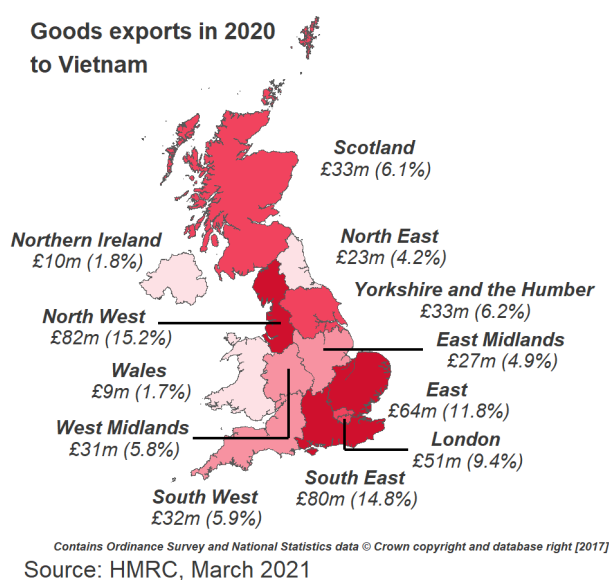 Goods exports in 2020
to Vietnam
Scotland
£33m (6.1%)
Northern Ireland
£10m (1.8%)
North East
£23m (4.2%)
Yorkshire and the Humber
£33m (6.2%)
North West
£82m (15.2%)
East Midlands
£27m (4.9%)
Wales
£9m (1.7%)
East
£64m (11.8%)
West Midlands
£31m (5.8%)
London
£51m (9.4%)
South East
£80m (14.8%)
South West
£32m (5.9%)
Contains Ordinance Survey and National Statistics data © Crown copyright and database right [2017]
Source: HMRC, March 2021